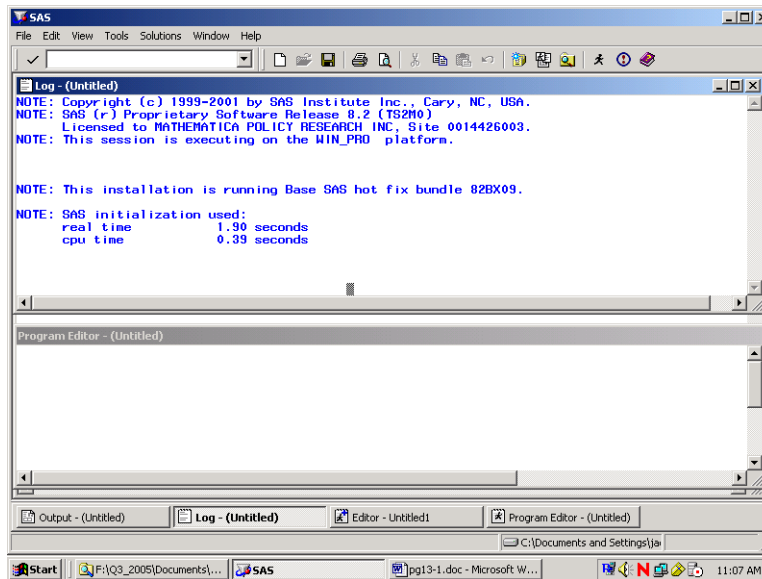 SAS
File Edit View Tools Solutions Window Help
Log - (Untitled)
NOTE: Copyright (c) 1999-2001 by SAS Institute Inc., Cary, NC, USA.
NOTE: SAS (r) Proprietary Software Release 8.2 (TS2M0)
Licensed to MATHEMATICA POLICY RESEARCH INC, Site 0014426003.
NOTE: This session is executing on the WIN_PRO platform.
NOTE: This installation is running Base SAS hot fix bundle 82BX09.
NOTE: SAS initialization used:
real time 1.90 seconds
cpu time 0.39 seconds
Program Editor - (Untitled)
Output - (Untitled) Log - (Untitled) Editor - Untitled1 Program Editor - (Untitled)
C:\Documents and Settings\ja
Start F:\Q3_2005\Documents\... SAS pg13-1.doc - Microsoft W... 11:07 AM